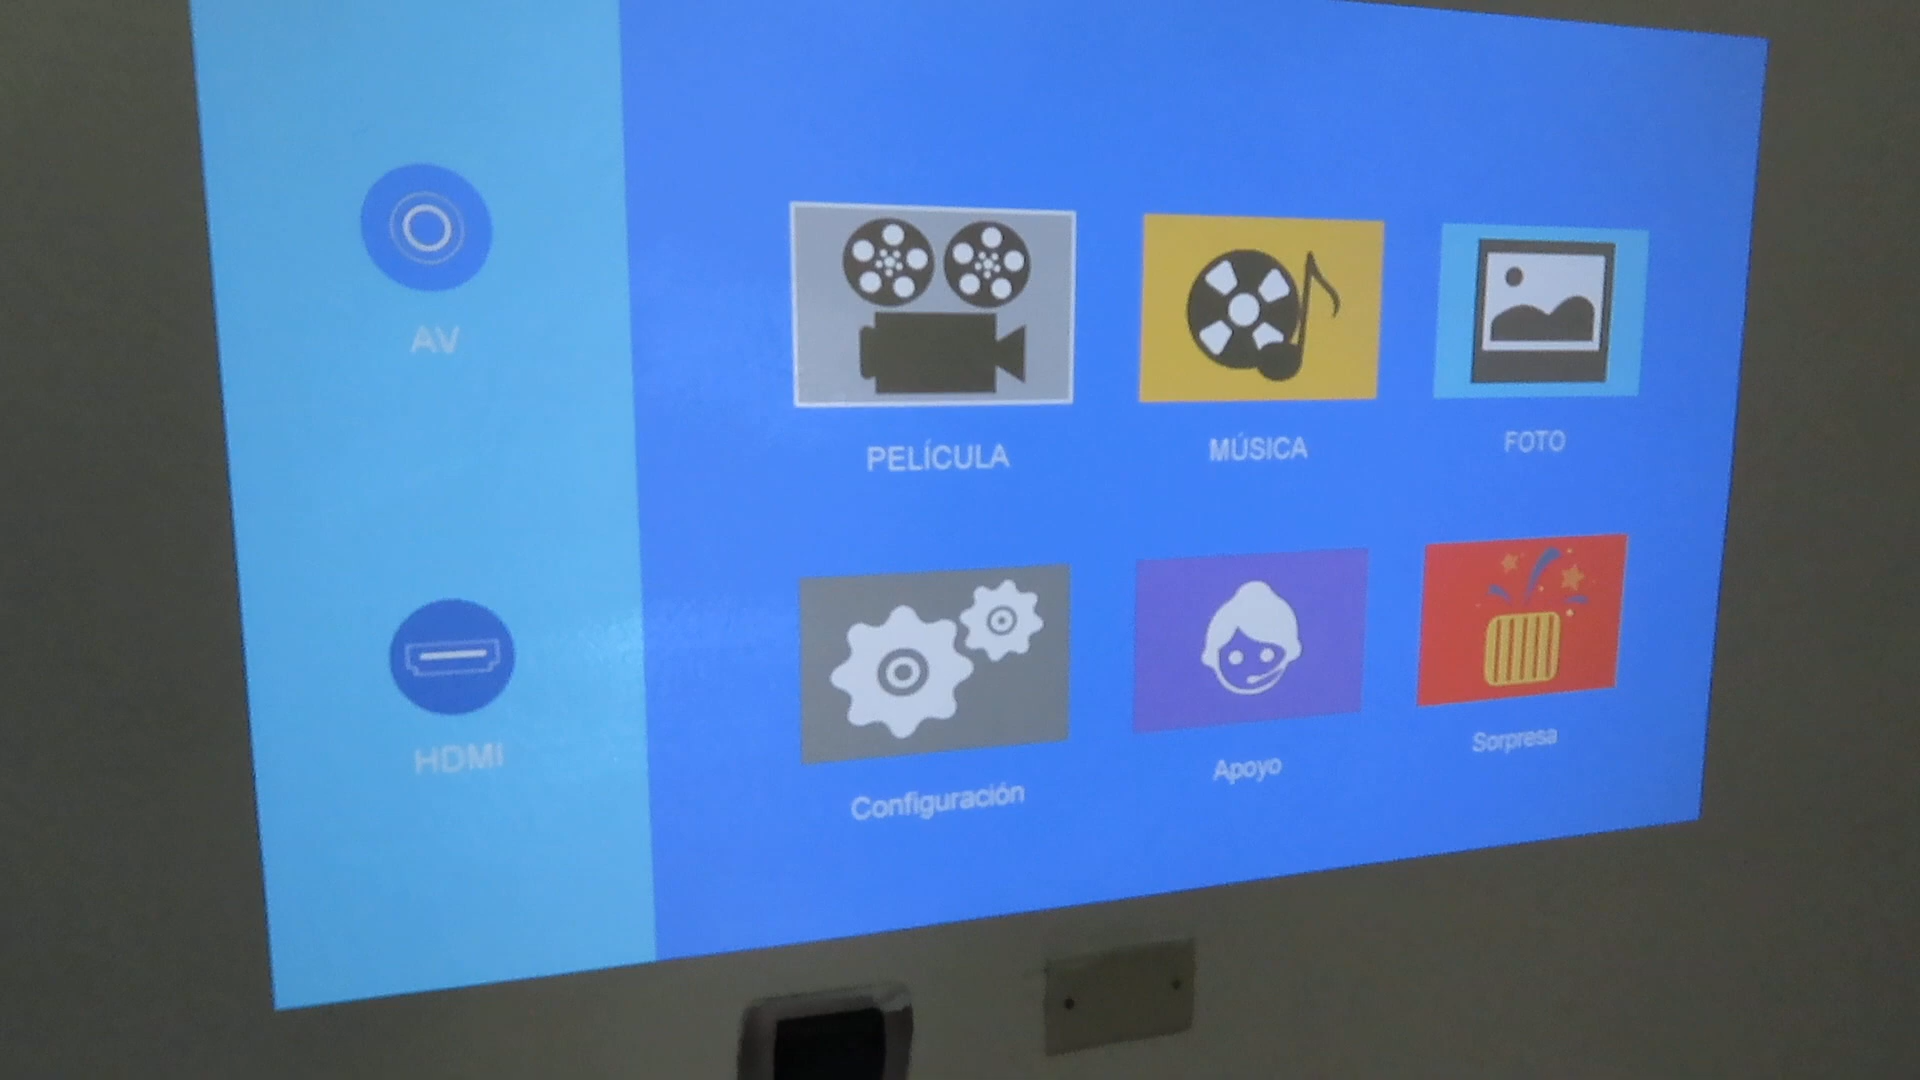 AV
HDMI
PELÍCULA
MÚSICA
FOTO
Configuración
Apoyo
Sorpresa